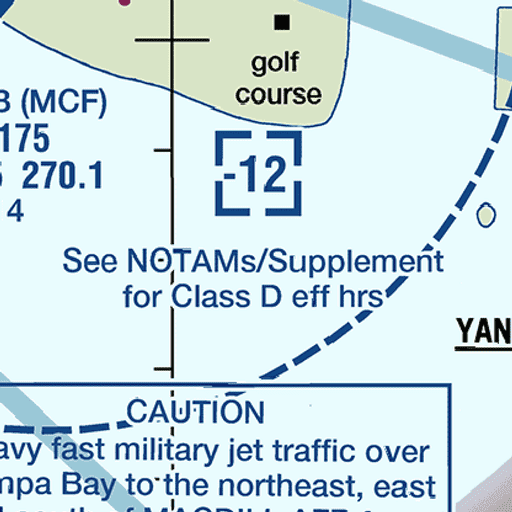 golf
course
B (MCF)
175
270.1
4
-12
See NOTAMs/Supplement
for Class D eff hrs
YAN
CAUTION
avy fast military jet traffic over
mpa Bay to the northeast, east